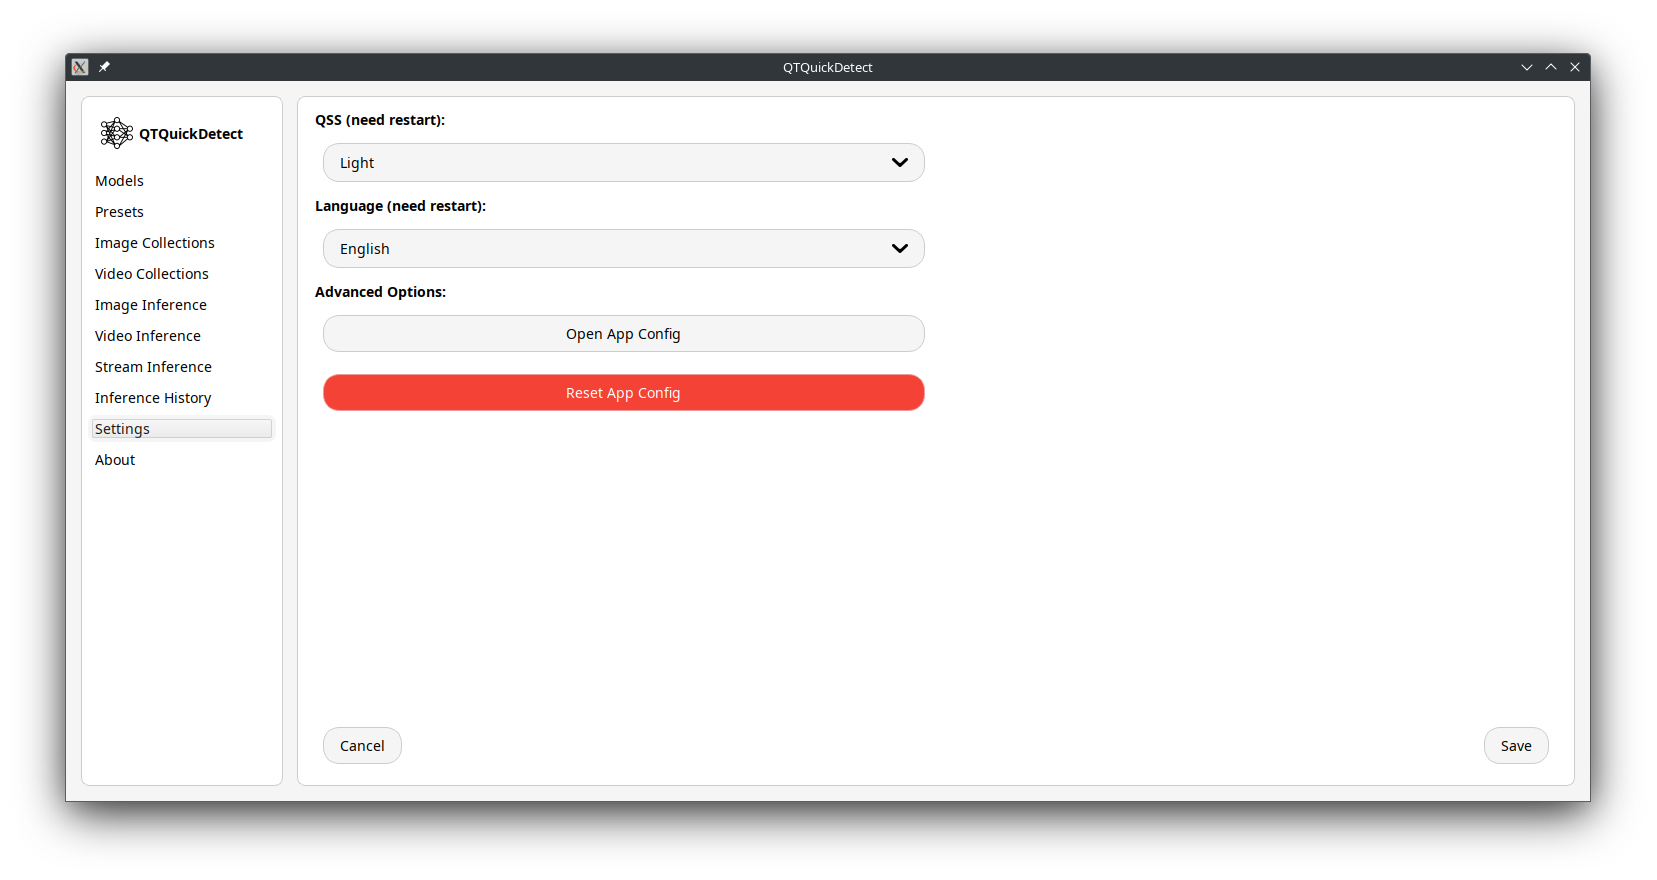 QTQuickDetect
QTQuickDetect
Models
Presets
Image Collections
Video Collections
Image Inference
Video Inference
Stream Inference
Inference History
Settings
About
QSS (need restart):
Light
Language (need restart):
English
Advanced Options:
Open App Config
Reset App Config
Cancel
Save